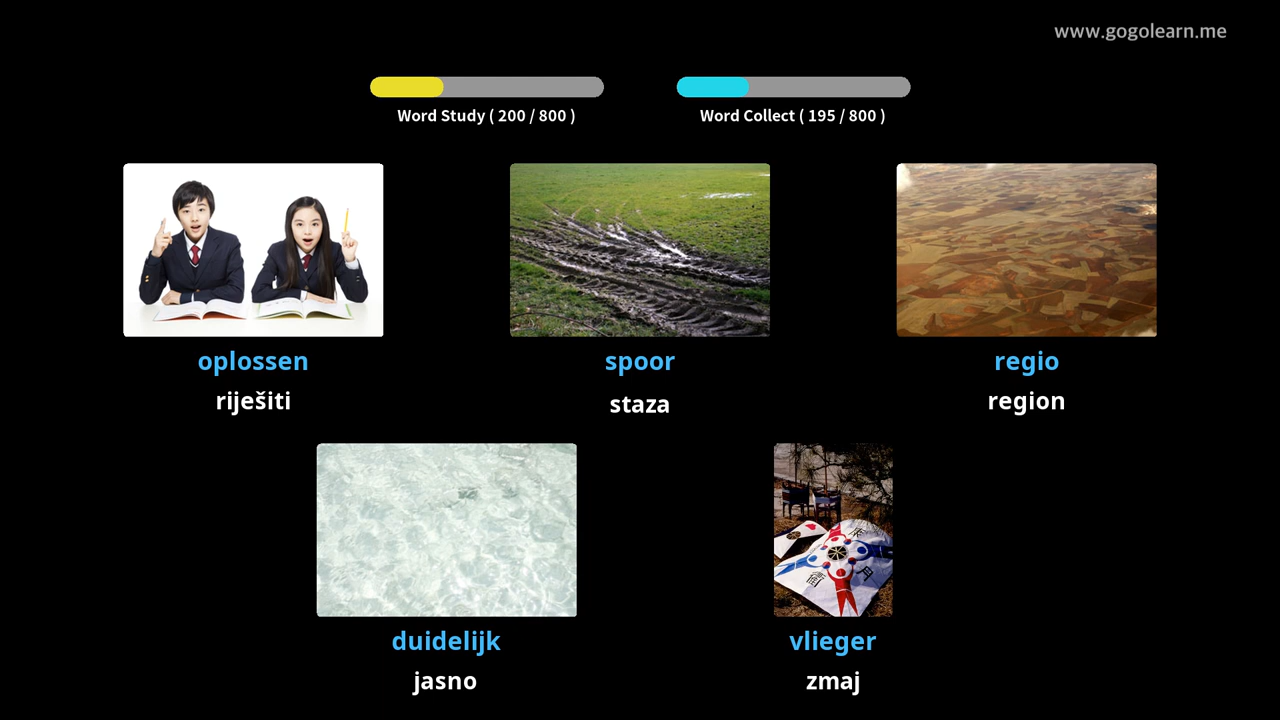 www.gogolearn.me
Word Study ( 200 / 800 )
Word Collect ( 195 / 800 )
oplossen
riješiti
spoor
staza
regio
region
duidelijk
jasno
vlieger
zmaj